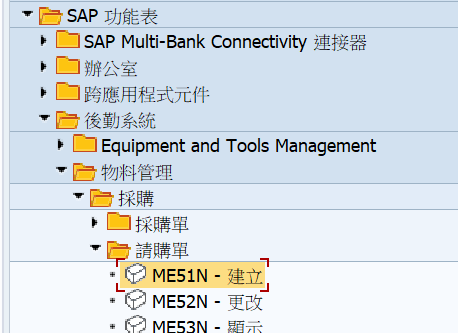 SAP 功能表
SAP Multi-Bank Connectivity 連接器
辦公室
跨應用程式元件
後勤系統
Equipment and Tools Management
物料管理
採購
採購單
請購單
ME51N - 建立
ME52N - 更改
ME53N - 顯示